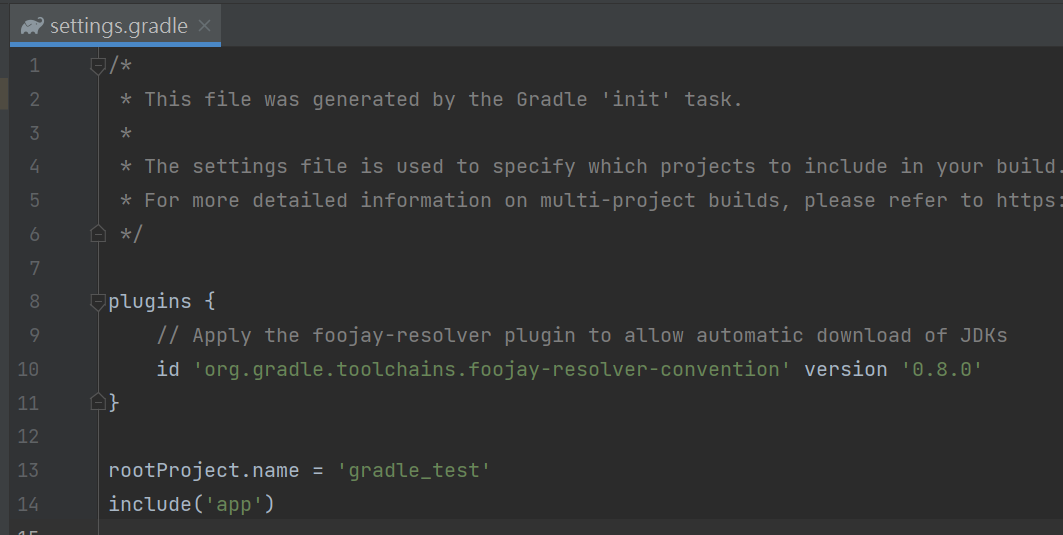 settings.gradle
1 /*
2 * This file was generated by the Gradle 'init' task.
3 *
4 * The settings file is used to specify which projects to include in your build.
5 * For more detailed information on multi-project builds, please refer to https:
6 */
7
8 plugins {
9 // Apply the foojay-resolver plugin to allow automatic download of JDKs
10 id 'org.gradle.toolchains.foojay-resolver-convention' version '0.8.0'
11 }
12
13 rootProject.name = 'gradle_test'
14 include('app')
15